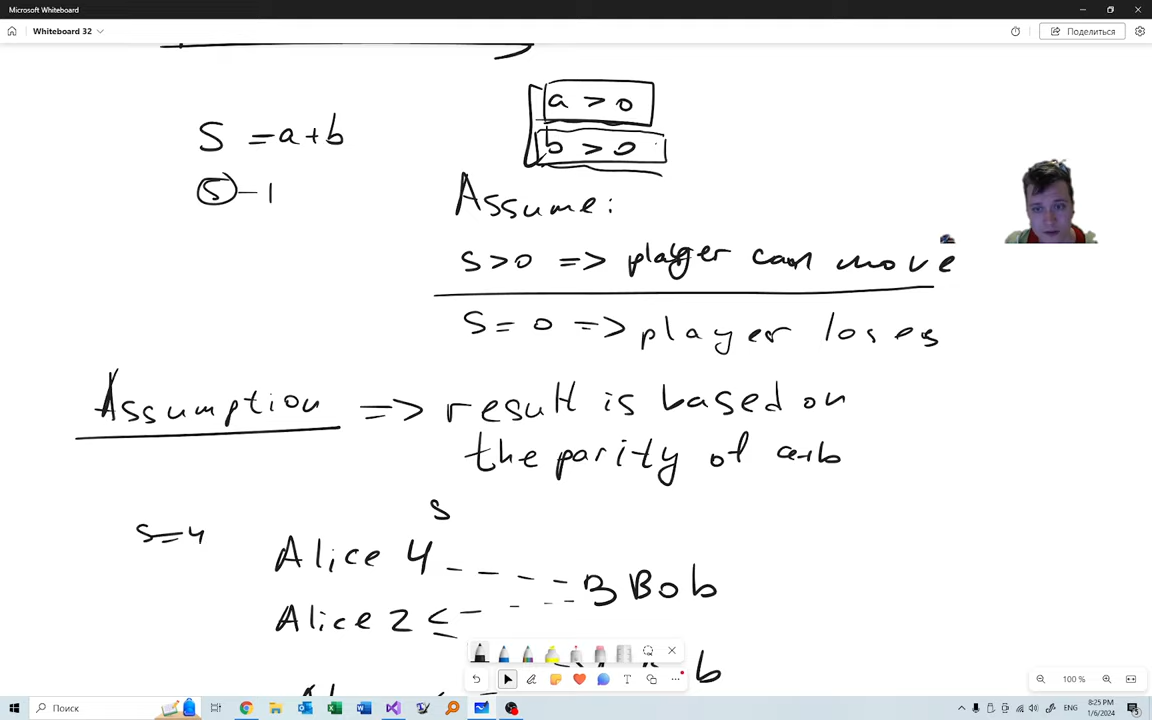 Microsoft Whiteboard
Whiteboard 32
Поделиться
a > 0
S = a + b
b > 0
S - 1
Assume:
s > 0 => player can move
S = 0 => player loses
Assumption => result is based on
the parity of a+b
S
s = 4
Alice 4
3 Bob
Alice 2 <
b
100 %
Поиск
ENG
8:25 PM
1/6/2024